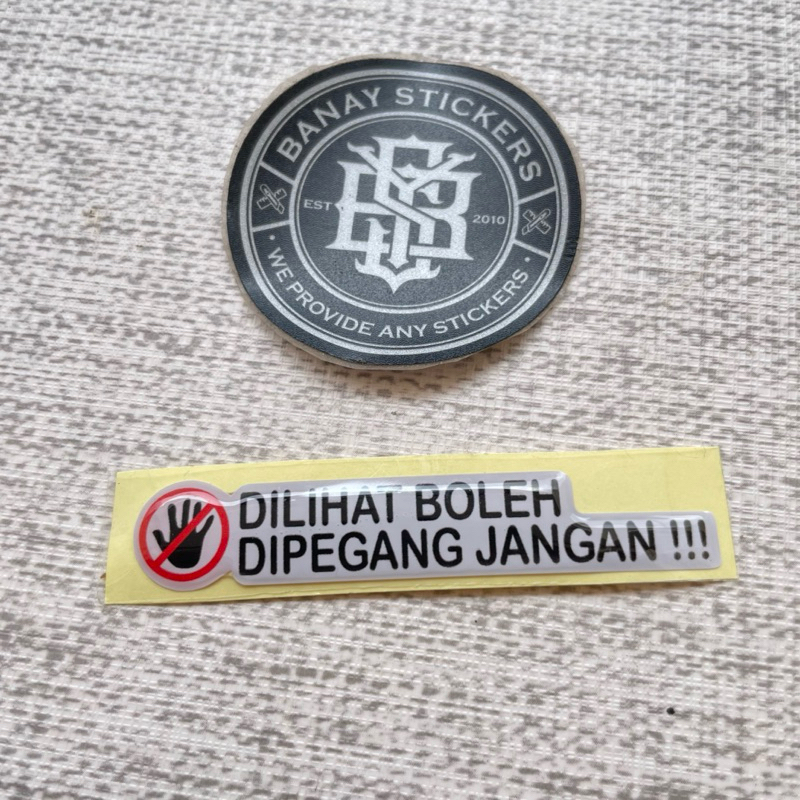 BANAY STICKERS
EST 2010
• WE PROVIDE ANY STICKERS •
DILIHAT BOLEH
DIPEGANG JANGAN !!!